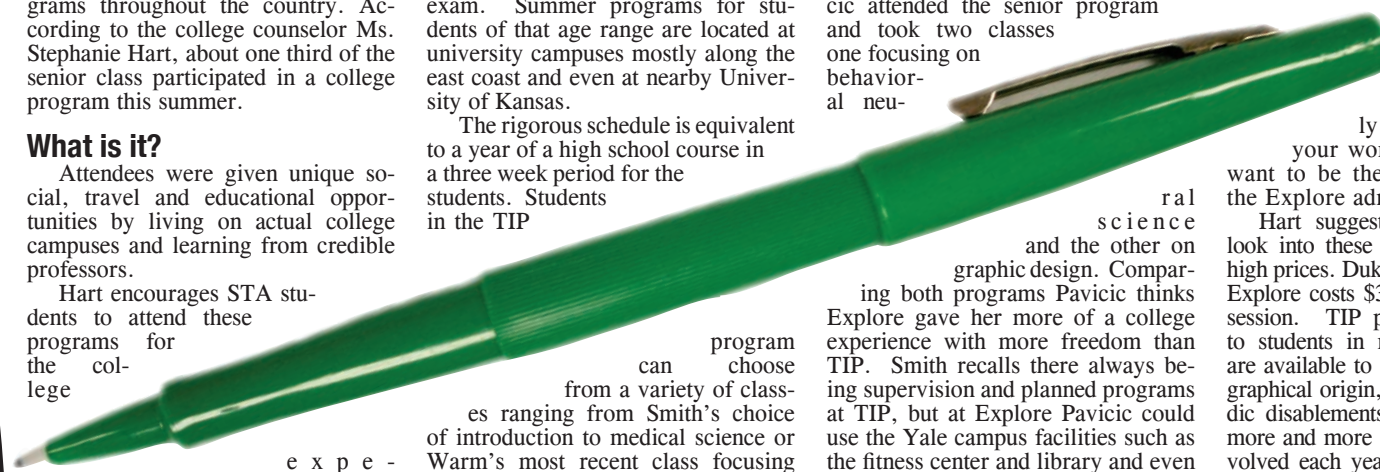 grams throughout the country. Ac-
cording to the college counselor Ms.
Stephanie Hart, about one third of the
senior class participated in a college
program this summer.
What is it?
Attendees were given unique so-
cial, travel and educational oppor-
tunities by living on actual college
campuses and learning from credible
professors.
Hart encourages STA stu-
dents to attend these
programs for
the col-
lege
e x p e -
exam. Summer programs for stu-
dents of that age range are located at
university campuses mostly along the
east coast and even at nearby Univer-
sity of Kansas.
The rigorous schedule is equivalent
to a year of a high school course in
a three week period for the
students. Students
in the TIP
program
can choose
from a variety of class-
es ranging from Smith's choice
of introduction to medical science or
Warm's most recent class focusing
cic attended the senior program
and took two classes
one focusing on
behavior-
al neu-
ral
science
and the other on
graphic design. Compar-
ing both programs Pavicic thinks
Explore gave her more of a college
experience with more freedom than
TIP. Smith recalls there always be-
ing supervision and planned programs
at TIP, but at Explore Pavicic could
use the Yale campus facilities such as
the fitness center and library and even
ly
your wor
want to be the
the Explore adm
Hart suggest
look into these
high prices. Duk
Explore costs $3
session. TIP p
to students in n
are available to
graphical origin,
dic disablements
more and more
volved each yea